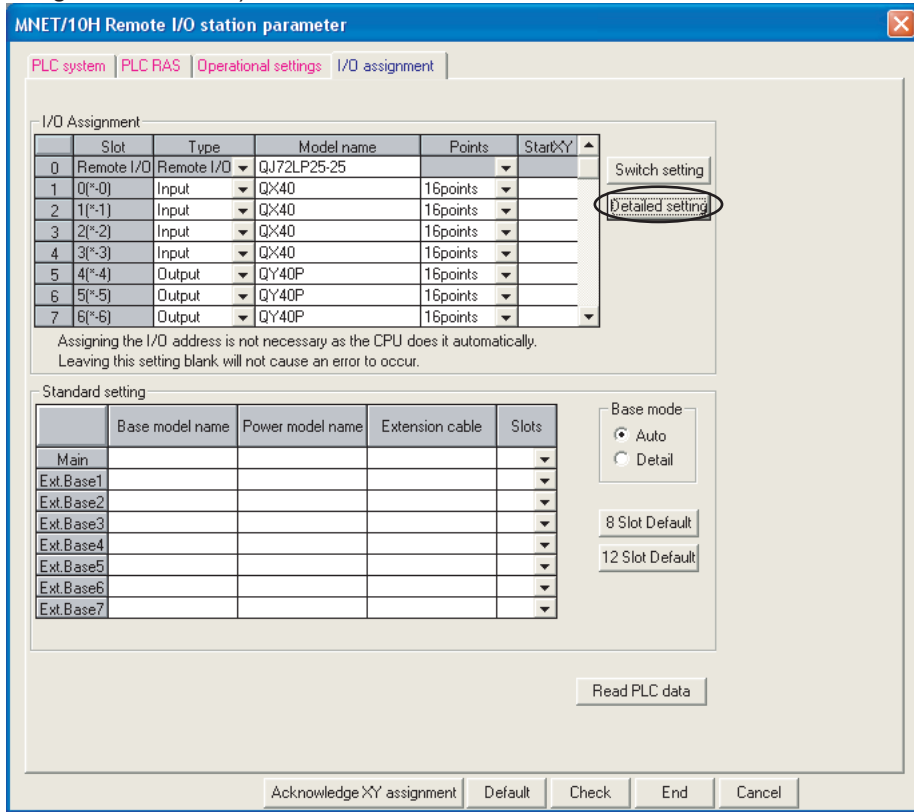 MNET/10H Remote I/O station parameter
PLC system PLC RAS Operational settings I/O assignment
I/O Assignment
Slot Type Model name Points StartXY
0 Remote I/O Remote I/O QJ72LP25-25
Switch setting
1 0(*-0) Input QX40 16points
Detailed setting
2 1(*-1) Input QX40 16points
3 2(*-2) Input QX40 16points
4 3(*-3) Input QX40 16points
5 4(*-4) Output QY40P 16points
6 5(*-5) Output QY40P 16points
7 6(*-6) Output QY40P 16points
Assigning the I/O address is not necessary as the CPU does it automatically.
Leaving this setting blank will not cause an error to occur.
Standard setting
Base model name Power model name Extension cable Slots
Main
Ext.Base1
Ext.Base2
Ext.Base3
Ext.Base4
Ext.Base5
Ext.Base6
Ext.Base7
Base mode
Auto
Detail
8 Slot Default
12 Slot Default
Read PLC data
Acknowledge XY assignment Default Check End Cancel